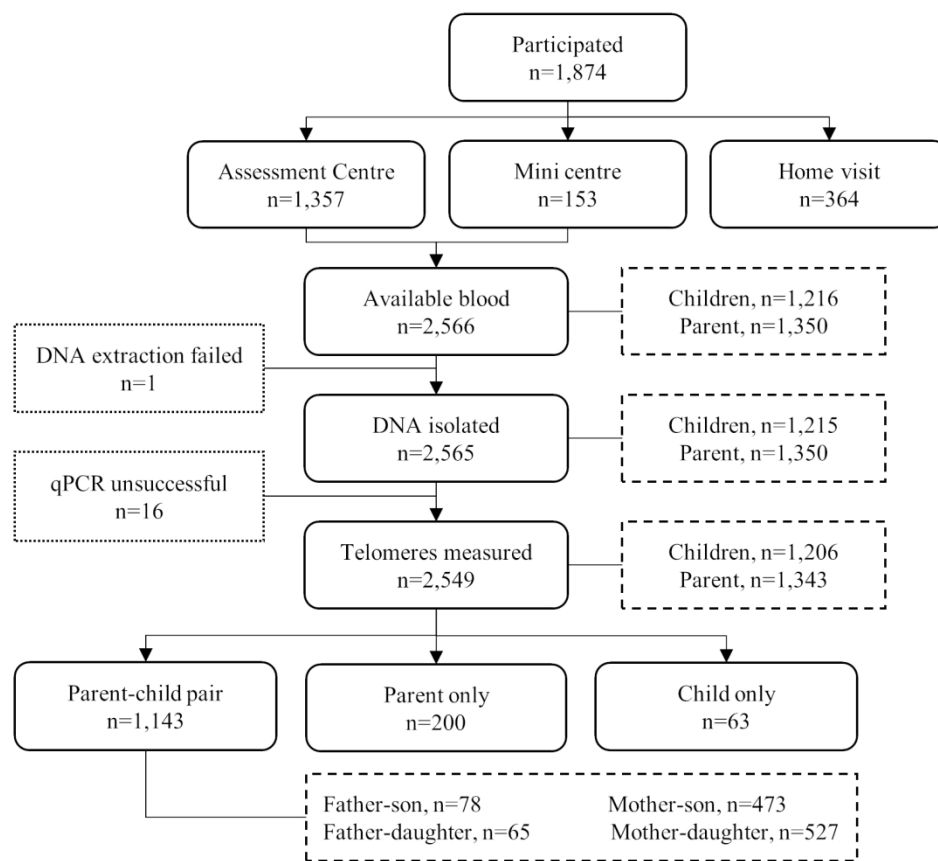 Participated
n=1,874
Assessment Centre
n=1,357
Mini centre
n=153
Home visit
n=364
Available blood
n=2,566
Children, n=1,216
Parent, n=1,350
DNA extraction failed
n=1
DNA isolated
n=2,565
Children, n=1,215
Parent, n=1,350
qPCR unsuccessful
n=16
Telomeres measured
n=2,549
Children, n=1,206
Parent, n=1,343
Parent-child pair
n=1,143
Parent only
n=200
Child only
n=63
Father-son, n=78
Mother-son, n=473
Father-daughter, n=65
Mother-daughter, n=527